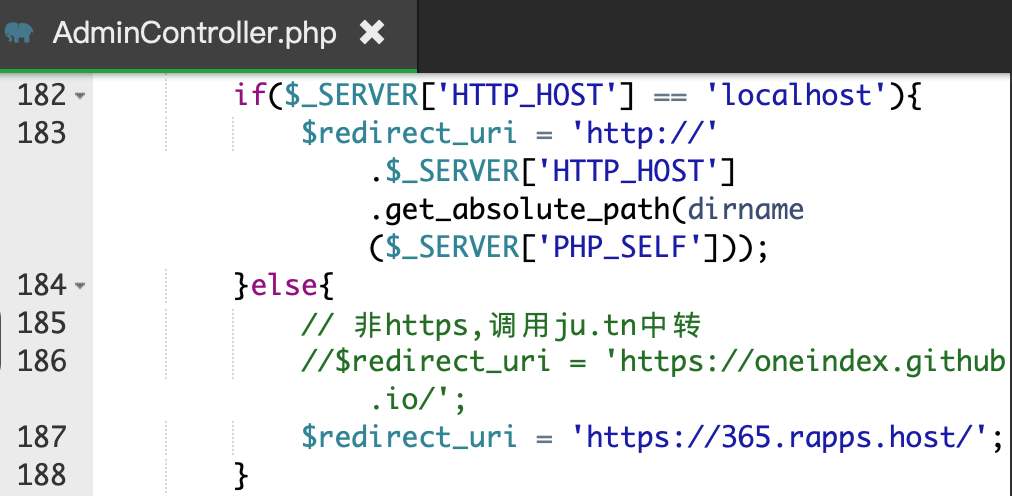 AdminController.php ✖
182 if($_SERVER['HTTP_HOST'] == 'localhost'){
183 $redirect_uri = 'http://'
.$_SERVER['HTTP_HOST']
.get_absolute_path(dirname
($_SERVER['PHP_SELF']));
184 }else{
185 // 非https,调用ju.tn中转
186 //$redirect_uri = 'https://oneindex.github
.io/';
187 $redirect_uri = 'https://365.rapps.host/';
188 }